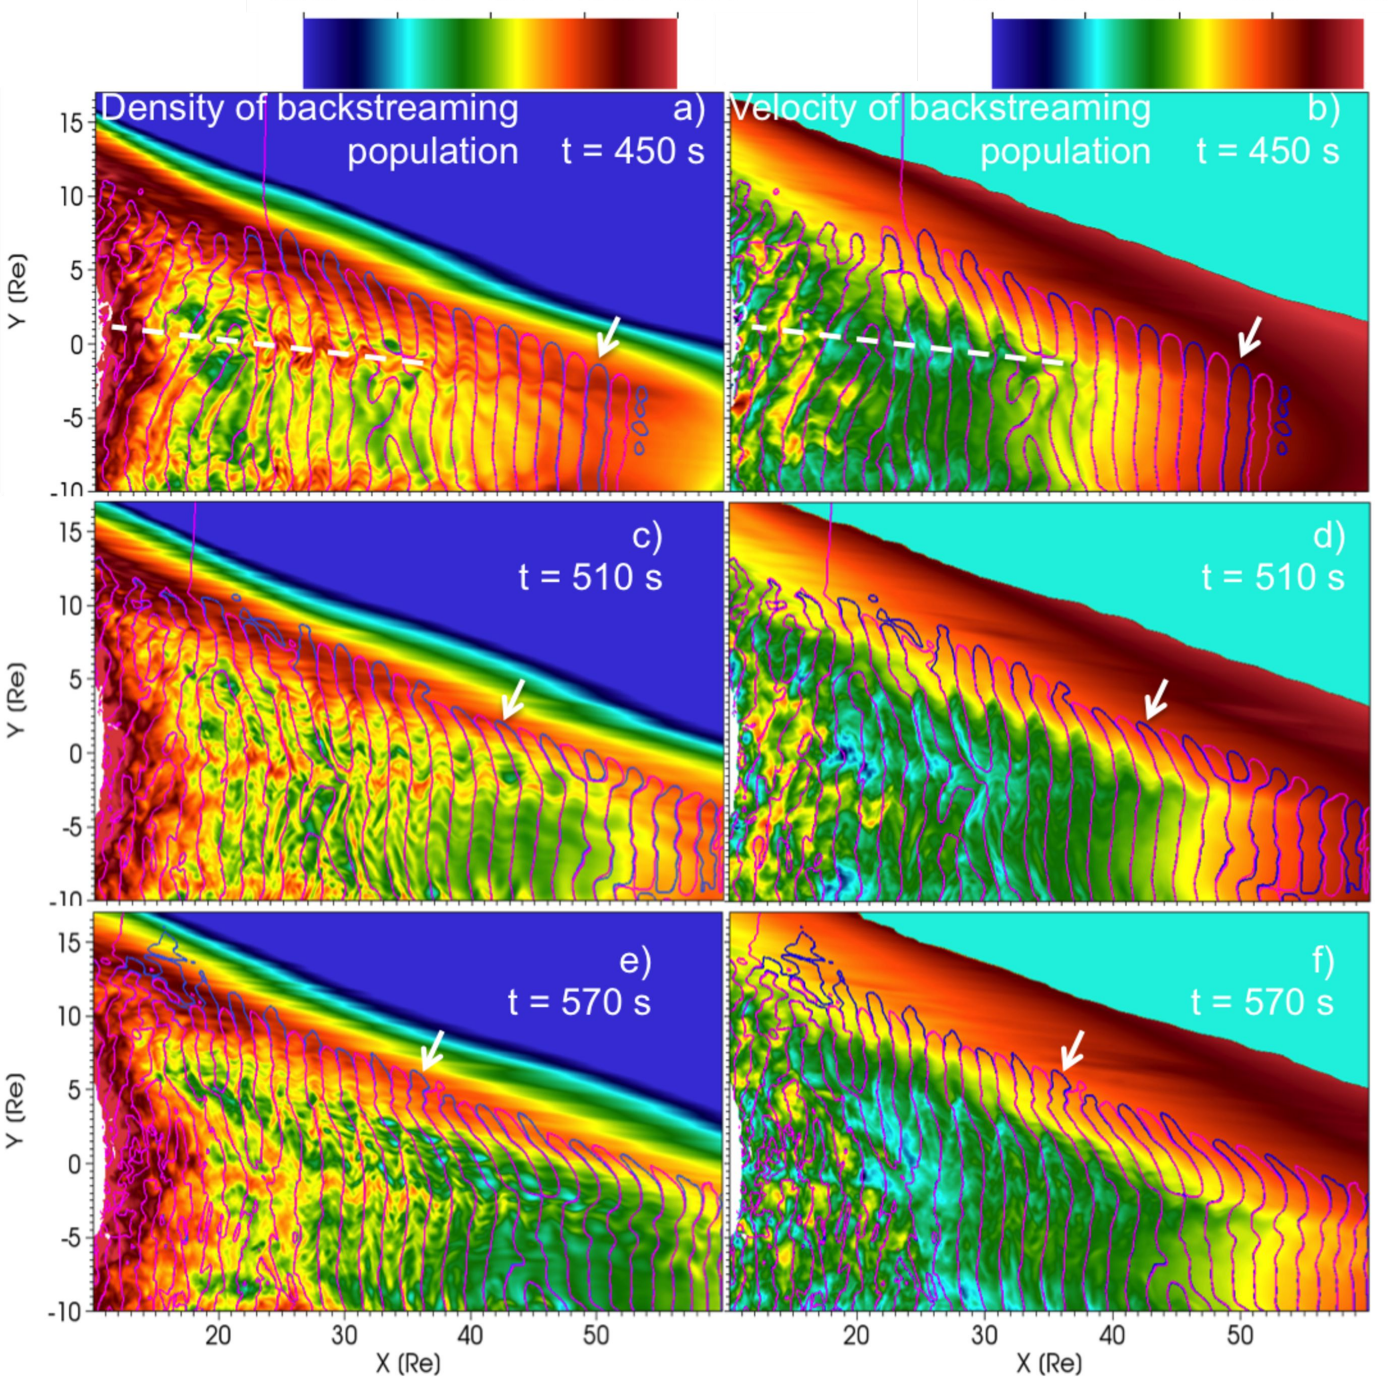 Density of backstreaming a)
population t = 450 s
Velocity of backstreaming b)
population t = 450 s
15
10
5
0
-5
-10
Y (Re)
c)
t = 510 s
d)
t = 510 s
15
10
5
0
-5
-10
Y (Re)
e)
t = 570 s
f)
t = 570 s
15
10
5
0
-5
-10
Y (Re)
20 30 40 50
X (Re)
20 30 40 50
X (Re)